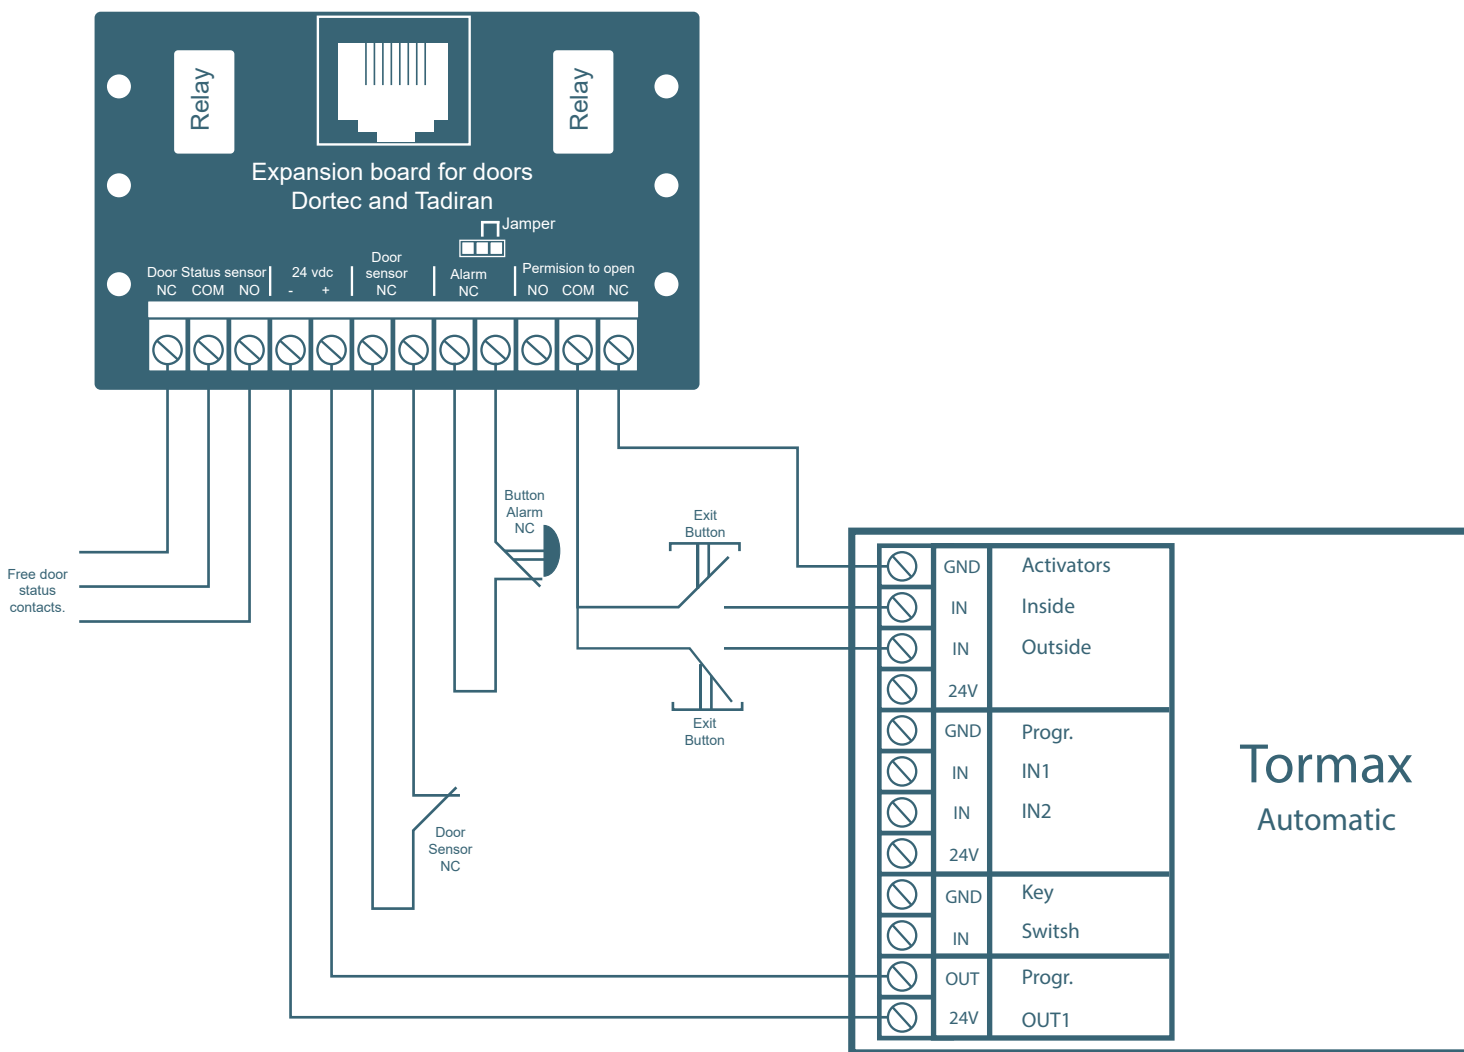 Relay
Relay
Expansion board for doors
Dortec and Tadiran
Jamper
Door Status sensor
NC COM NO
24 vdc
- +
Door
sensor
NC
Alarm
NC
Permision to open
NO COM NC
Free door
status
contacts.
Button
Alarm
NC
Exit
Button
Exit
Button
Door
Sensor
NC
GND Activators
IN Inside
IN Outside
24V
GND Progr.
IN IN1
IN IN2
24V
GND Key
IN Switsh
OUT Progr.
24V OUT1
Tormax
Automatic